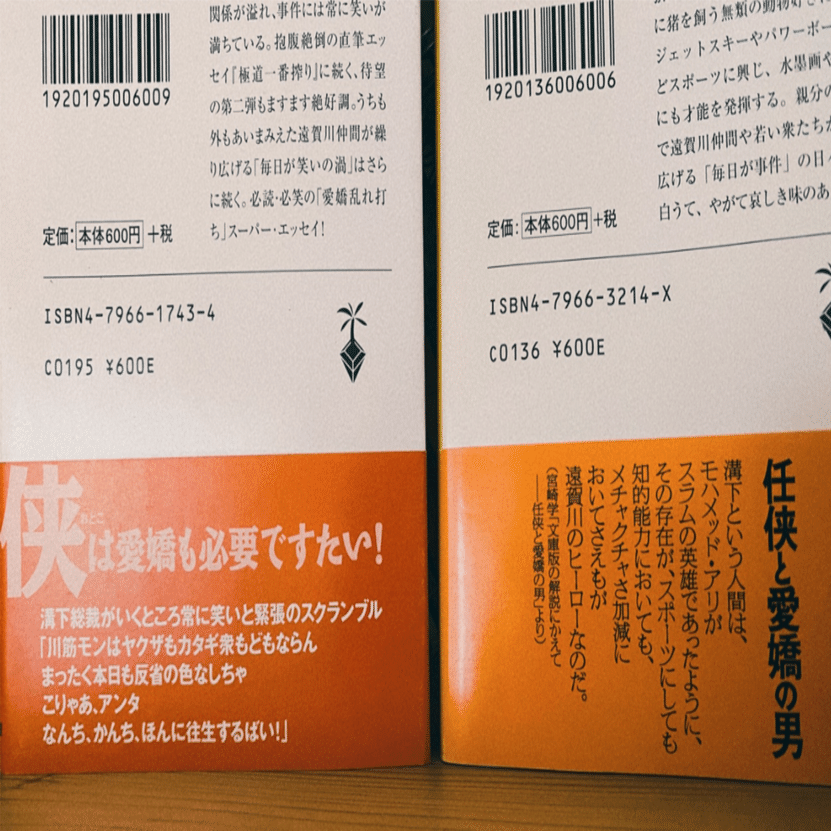 関係が溢れ、事件には常に笑いが
満ちている。抱腹絶倒の直筆エッ
セイ『極道一番搾り』に続く、待望
の第二弾もますます絶好調。うちも
外もあいまみえた遠賀川仲間が繰
り広げる「毎日が笑いの渦」はさら
に続く。必読・必笑の「愛嬌乱れ打
ち」スーパー・エッセイ!
1920195006009
定価:本体600円+税
ISBN4-7966-1743-4
C0195 ¥600E
侠は愛嬌も必要ですたい!
おとこ
溝下総裁がいくところ常に笑いと緊張のスクランブル
「川筋モンはヤクザもカタギ衆もどもならん
まったく本日も反省の色なしちゃ
こりゃあ、アンタ
なんち、かんち、ほんに往生するばい!」
に猪を飼う無類の動物好き
ジェットスキーやパワーボー
どスポーツに興じ、水墨画や
にも才能を発揮する。親分の
で遠賀川仲間や若い衆たちが
広げる「毎日が事件」の日々
白うて、やがて哀しき味のあ
1920136006006
定価:本体600円+税
ISBN4-7966-3214-X
C0136 ¥600E
任侠と愛嬌の男
溝下という人間は、
モハメッド・アリが
スラムの英雄であったように、
その存在が、スポーツにしても
知的能力においても、
メチャクチャさ加減に
おいてさえもが
遠賀川のヒーローなのだ。
(宮崎学「文庫版の解説にかえて
——任侠と愛嬌の男」より)